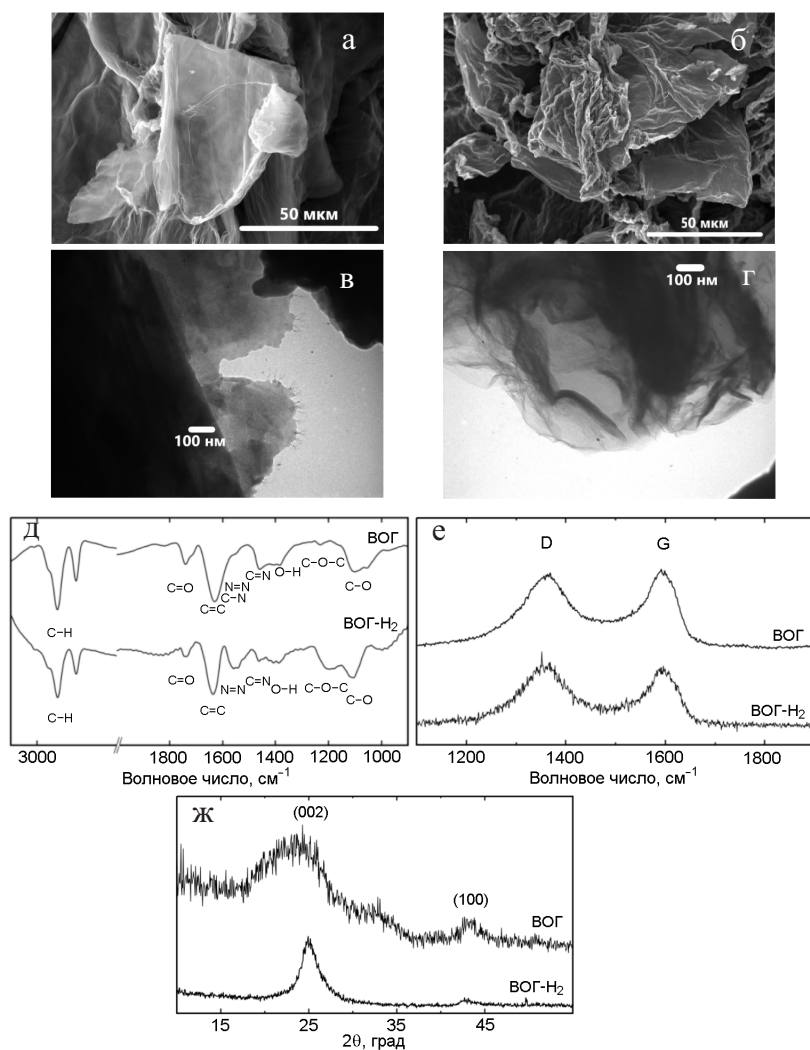 а
б
50 мкм
50 мкм
в
г
100 нм
100 нм
д
ВОГ
C=O
C=C
C–N
N=N
C=N
O–H
C–O–C
C–O
C–H
ВОГ-H2
C=O
C=C
N=N
C=N
O–H
C–O–C
C–O
C–H
3000 1800 1600 1400 1200 1000
Волновое число, см–1
е
D G
ВОГ
ВОГ-H2
1200 1400 1600 1800
Волновое число, см–1
ж
(002)
(100)
ВОГ
ВОГ-H2
15 25 35 45
2θ, град